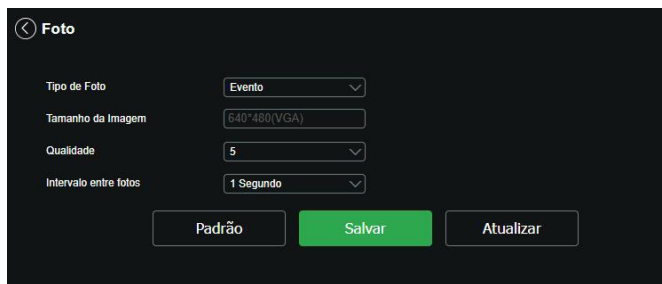 Foto
Tipo de Foto Evento
Tamanho da Imagem 640*480(VGA)
Qualidade 5
Intervalo entre fotos 1 Segundo
Padrão Salvar Atualizar